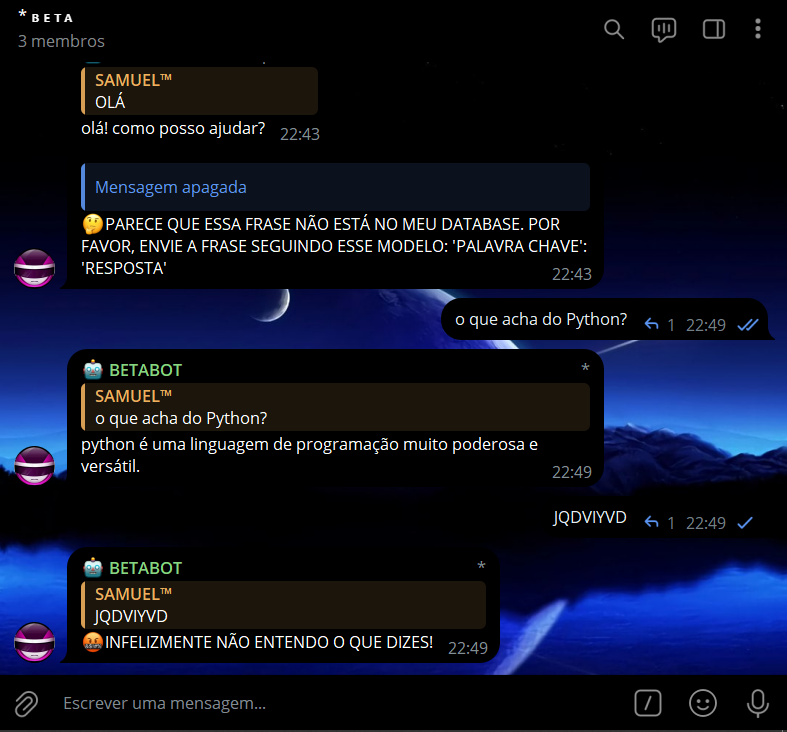 * BETA
3 membros
SAMUEL™
OLÁ
olá! como posso ajudar? 22:43
Mensagem apagada
🤔PARECE QUE ESSA FRASE NÃO ESTÁ NO MEU DATABASE. POR
FAVOR, ENVIE A FRASE SEGUINDO ESSE MODELO: 'PALAVRA CHAVE':
'RESPOSTA' 22:43
o que acha do Python? 1 22:49
🤖 BETABOT *
SAMUEL™
o que acha do Python?
python é uma linguagem de programação muito poderosa e
versátil. 22:49
JQDVIYVD 1 22:49
🤖 BETABOT *
SAMUEL™
JQDVIYVD
🤬INFELIZMENTE NÃO ENTENDO O QUE DIZES! 22:49
Escrever uma mensagem...